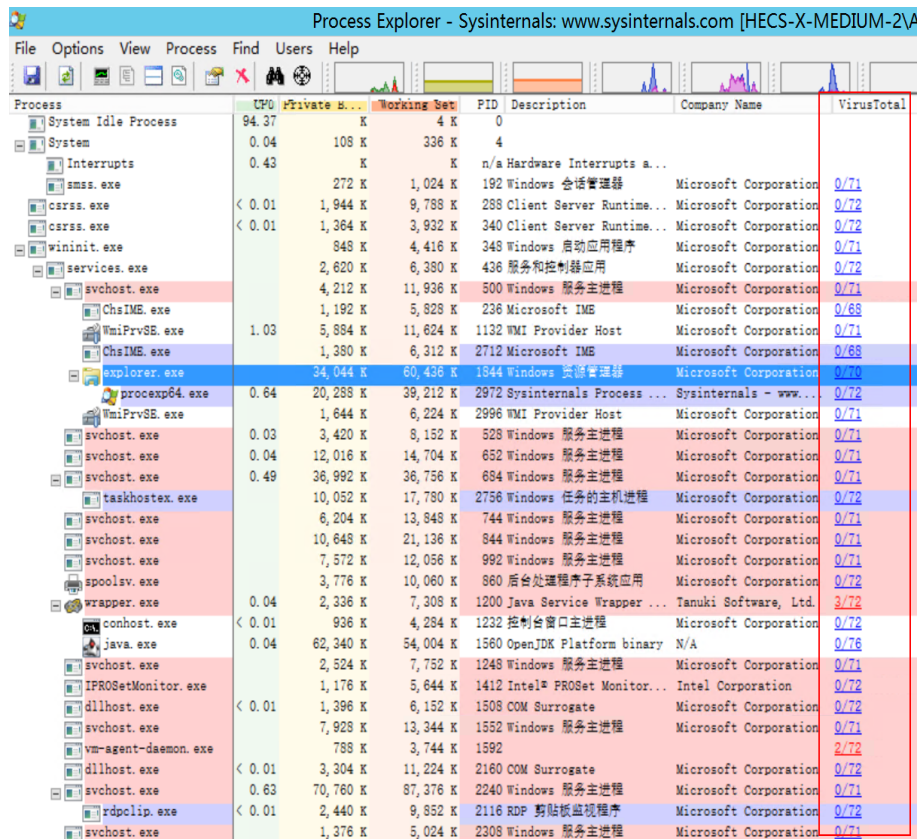 Process Explorer - Sysinternals: www.sysinternals.com [HECS-X-MEDIUM-2\A
File Options View Process Find Users Help
Process CPU Private B... Working Set PID Description Company Name VirusTotal
System Idle Process 94.37 K 4 K 0
System 0.04 108 K 336 K 4
Interrupts 0.43 K K n/a Hardware Interrupts a...
smss.exe 272 K 1,024 K 192 Windows 会话管理器 Microsoft Corporation 0/71
csrss.exe < 0.01 1,944 K 9,788 K 288 Client Server Runtime... Microsoft Corporation 0/72
csrss.exe < 0.01 1,364 K 3,932 K 340 Client Server Runtime... Microsoft Corporation 0/72
wininit.exe 848 K 4,416 K 348 Windows 启动应用程序 Microsoft Corporation 0/71
services.exe 2,620 K 6,380 K 436 服务和控制器应用 Microsoft Corporation 0/72
svchost.exe 4,212 K 11,936 K 500 Windows 服务主进程 Microsoft Corporation 0/71
ChsIME.exe 1,192 K 5,828 K 236 Microsoft IME Microsoft Corporation 0/68
WmiPrvSE.exe 1.03 5,884 K 11,624 K 1132 WMI Provider Host Microsoft Corporation 0/71
ChsIME.exe 1,380 K 6,312 K 2712 Microsoft IME Microsoft Corporation 0/68
explorer.exe 34,044 K 60,436 K 1844 Windows 资源管理器 Microsoft Corporation 0/70
procexp64.exe 0.64 20,288 K 39,212 K 2972 Sysinternals Process ... Sysinternals - www.... 0/72
WmiPrvSE.exe 1,644 K 6,224 K 2996 WMI Provider Host Microsoft Corporation 0/71
svchost.exe 0.03 3,420 K 8,152 K 528 Windows 服务主进程 Microsoft Corporation 0/71
svchost.exe 0.04 12,016 K 14,704 K 652 Windows 服务主进程 Microsoft Corporation 0/71
svchost.exe 0.49 36,992 K 36,756 K 684 Windows 服务主进程 Microsoft Corporation 0/71
taskhostex.exe 10,052 K 17,780 K 2756 Windows 任务的主机进程 Microsoft Corporation 0/72
svchost.exe 6,204 K 13,848 K 744 Windows 服务主进程 Microsoft Corporation 0/71
svchost.exe 10,648 K 21,136 K 844 Windows 服务主进程 Microsoft Corporation 0/71
svchost.exe 7,572 K 12,056 K 992 Windows 服务主进程 Microsoft Corporation 0/71
spoolsv.exe 3,776 K 10,060 K 860 后台处理程序子系统应用 Microsoft Corporation 0/72
wrapper.exe 0.04 2,336 K 7,308 K 1200 Java Service Wrapper ... Tanuki Software, Ltd. 3/72
conhost.exe < 0.01 936 K 4,284 K 1232 控制台窗口主进程 Microsoft Corporation 0/72
java.exe 0.04 62,340 K 54,004 K 1560 OpenJDK Platform binary N/A 0/76
svchost.exe 2,524 K 7,752 K 1248 Windows 服务主进程 Microsoft Corporation 0/71
IPROSetMonitor.exe 1,176 K 5,644 K 1412 Intel® PROSet Monitor... Intel Corporation 0/72
dllhost.exe < 0.01 1,396 K 6,152 K 1508 COM Surrogate Microsoft Corporation 0/72
svchost.exe 7,928 K 13,344 K 1552 Windows 服务主进程 Microsoft Corporation 0/71
vm-agent-daemon.exe 788 K 3,744 K 1592 2/72
dllhost.exe < 0.01 3,304 K 11,224 K 2160 COM Surrogate Microsoft Corporation 0/72
svchost.exe 0.63 70,760 K 87,376 K 2240 Windows 服务主进程 Microsoft Corporation 0/71
rdpclip.exe < 0.01 2,440 K 9,852 K 2116 RDP 剪贴板监视程序 Microsoft Corporation 0/72
svchost.exe 1,376 K 5,024 K 2308 Windows 服务主进程 Microsoft Corporation 0/71